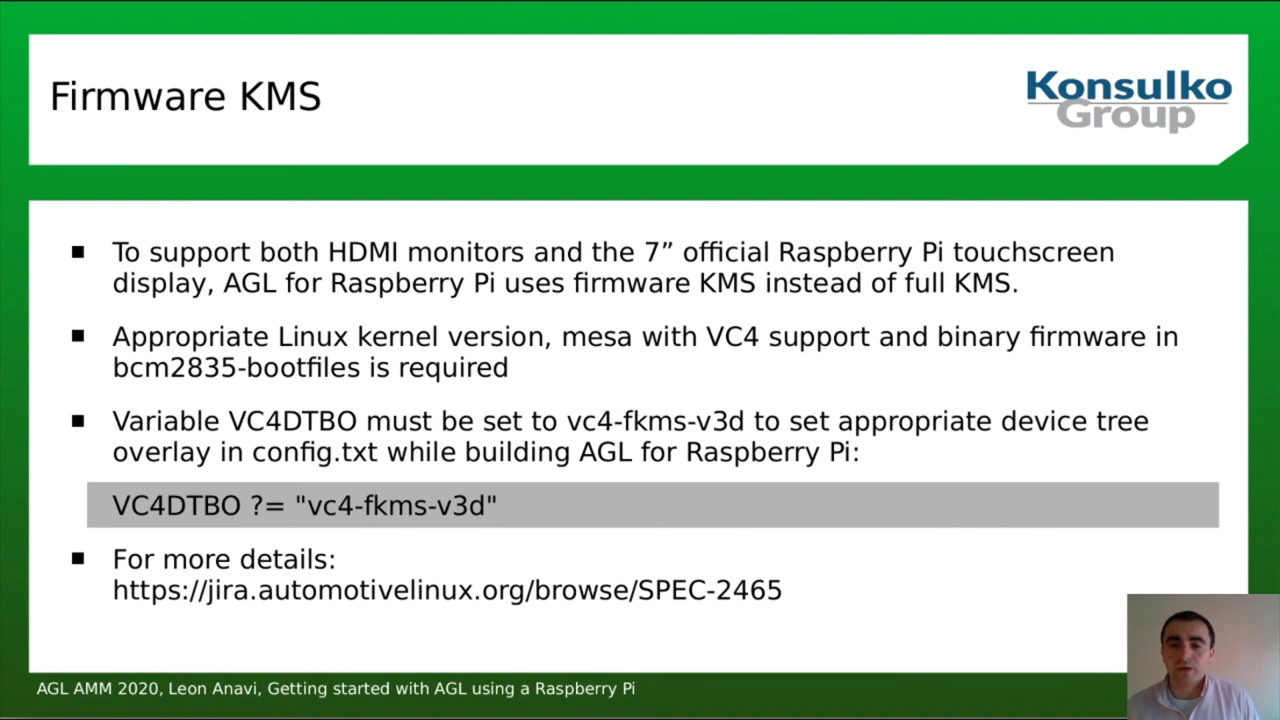 Firmware KMS
Konsulko
Group
To support both HDMI monitors and the 7” official Raspberry Pi touchscreen
display, AGL for Raspberry Pi uses firmware KMS instead of full KMS.
Appropriate Linux kernel version, mesa with VC4 support and binary firmware in
bcm2835-bootfiles is required
Variable VC4DTBO must be set to vc4-fkms-v3d to set appropriate device tree
overlay in config.txt while building AGL for Raspberry Pi:
VC4DTBO ?= "vc4-fkms-v3d"
For more details:
https://jira.automotivelinux.org/browse/SPEC-2465
AGL AMM 2020, Leon Anavi, Getting started with AGL using a Raspberry Pi